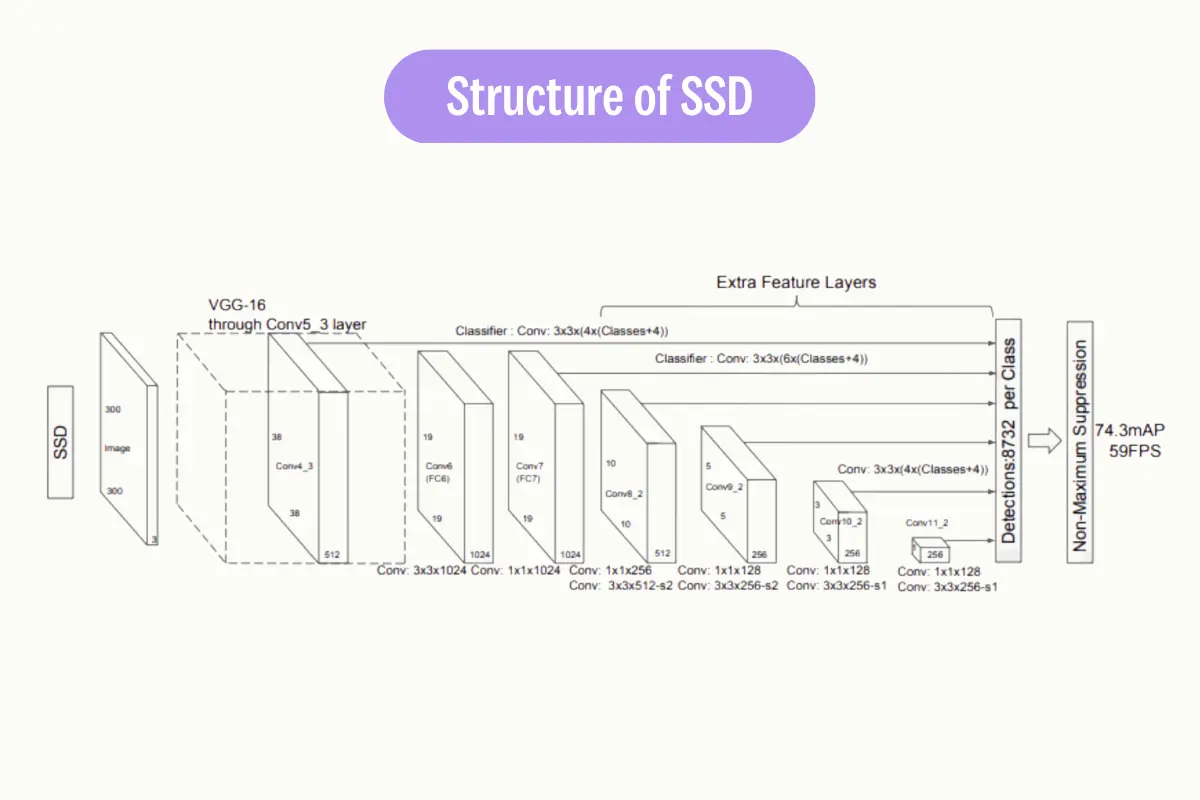 Structure of SSD
Extra Feature Layers
VGG-16
through Conv5_3 layer
Classifier : Conv: 3x3x(4x(Classes+4))
Classifier : Conv: 3x3x(6x(Classes+4))
SSD
300
Image
300
3
38
Conv4_3
38
512
19
Conv6
(FC6)
19
1024
19
Conv7
(FC7)
19
1024
10
Conv8_2
10
512
5
Conv9_2
5
256
Conv: 3x3x(4x(Classes+4))
3
Conv10_2
3
256
Conv11_2
256
Detections:8732 per Class
Non-Maximum Suppression
74.3mAP
59FPS
Conv: 3x3x1024
Conv: 1x1x1024
Conv: 1x1x256
Conv: 3x3x512-s2
Conv: 1x1x128
Conv: 3x3x256-s2
Conv: 1x1x128
Conv: 3x3x256-s1
Conv: 1x1x128
Conv: 3x3x256-s1